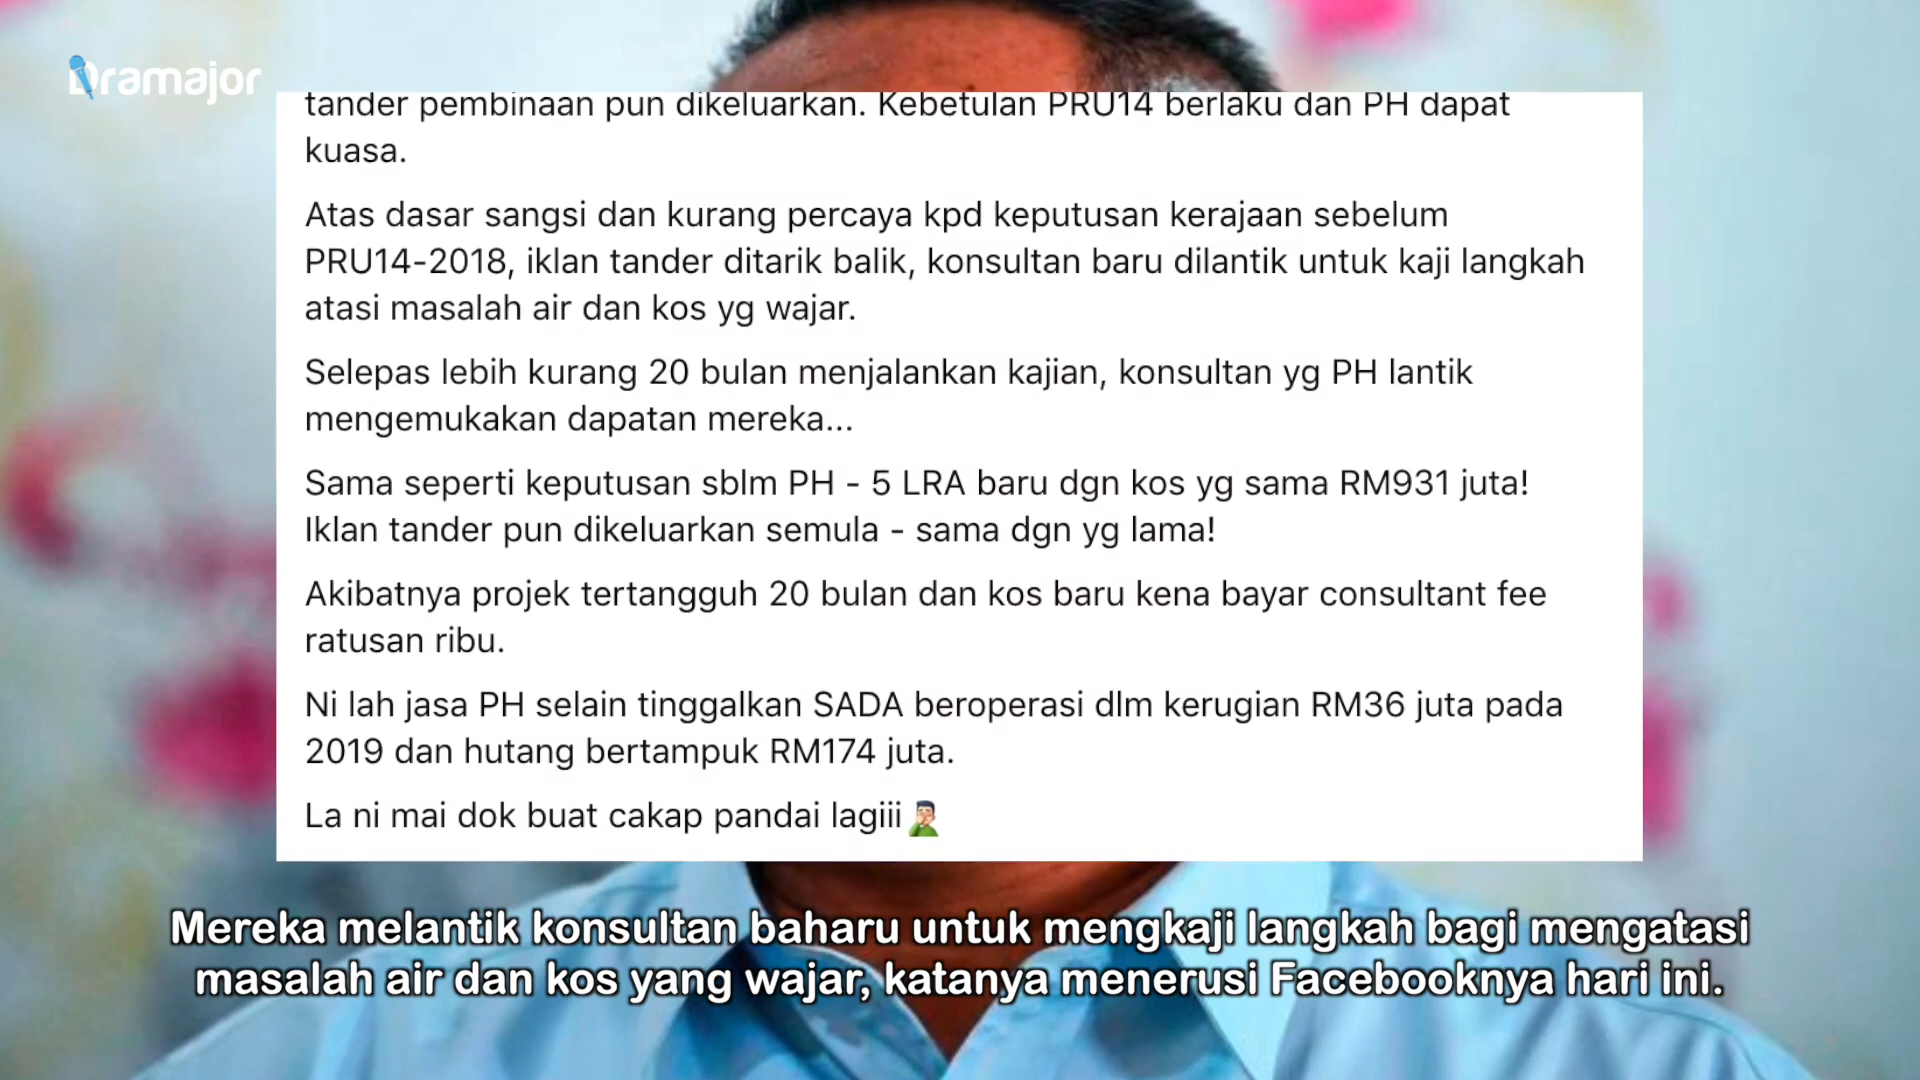 Dramajor
tander pembinaan pun dikeluarkan. Kebetulan PRU14 berlaku dan PH dapat
kuasa.
Atas dasar sangsi dan kurang percaya kpd keputusan kerajaan sebelum
PRU14-2018, iklan tander ditarik balik, konsultan baru dilantik untuk kaji langkah
atasi masalah air dan kos yg wajar.
Selepas lebih kurang 20 bulan menjalankan kajian, konsultan yg PH lantik
mengemukakan dapatan mereka...
Sama seperti keputusan sblm PH - 5 LRA baru dgn kos yg sama RM931 juta!
Iklan tander pun dikeluarkan semula - sama dgn yg lama!
Akibatnya projek tertangguh 20 bulan dan kos baru kena bayar consultant fee
ratusan ribu.
Ni lah jasa PH selain tinggalkan SADA beroperasi dlm kerugian RM36 juta pada
2019 dan hutang bertampuk RM174 juta.
La ni mai dok buat cakap pandai lagiii🤦🏻‍♂️
Mereka melantik konsultan baharu untuk mengkaji langkah bagi mengatasi
masalah air dan kos yang wajar, katanya menerusi Facebooknya hari ini.